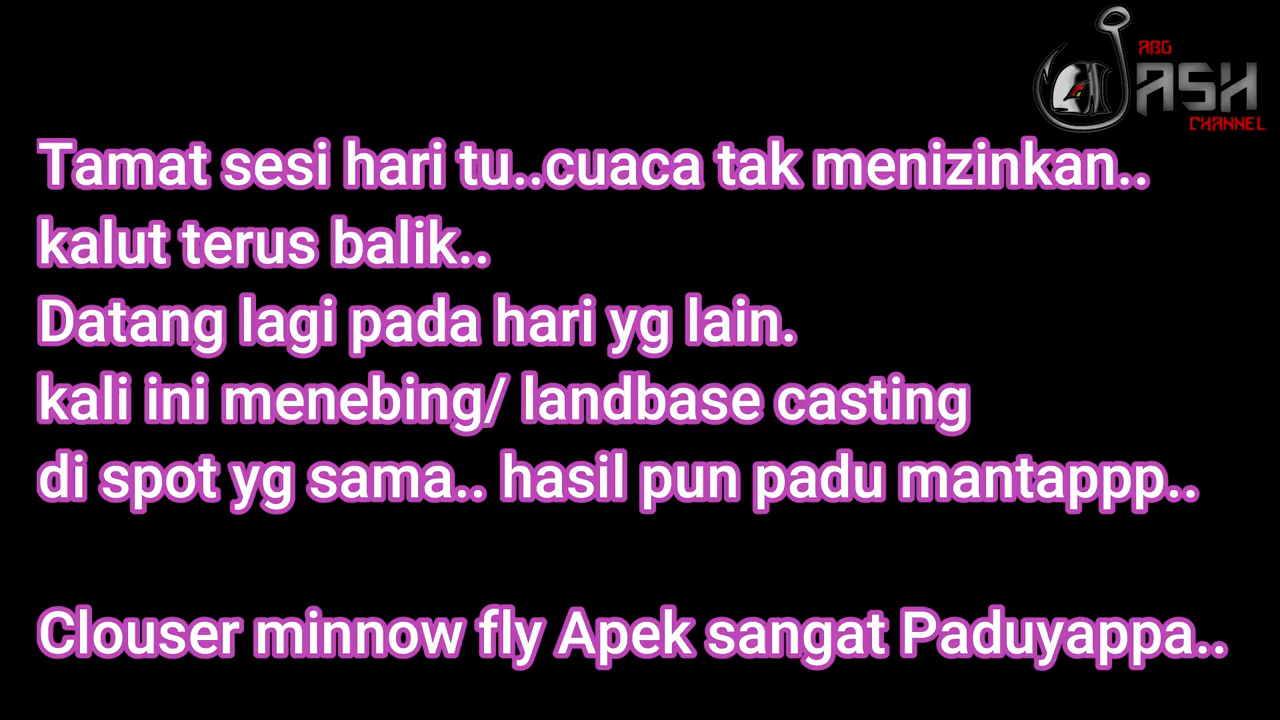 ABG
JASH
CHANNEL
Tamat sesi hari tu..cuaca tak menizinkan..
kalut terus balik..
Datang lagi pada hari yg lain.
kali ini menebing/ landbase casting
di spot yg sama.. hasil pun padu mantappp..
Clouser minnow fly Apek sangat Paduyappa..